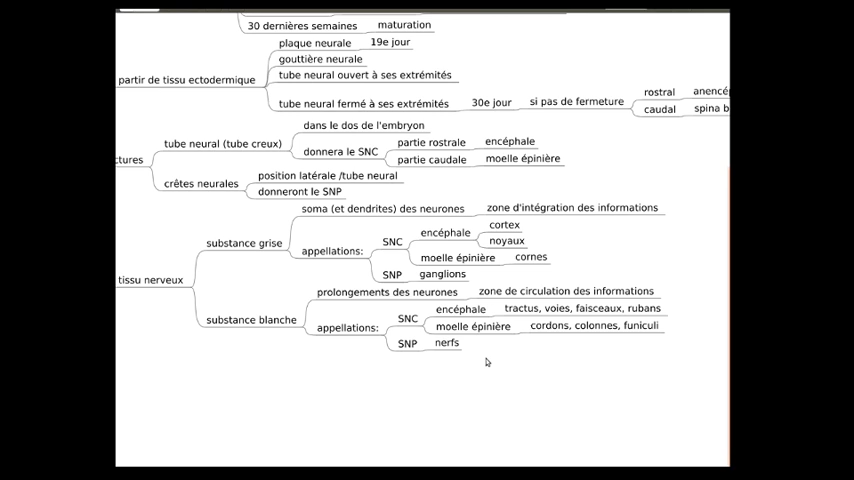 30 dernières semaines maturation
plaque neurale 19e jour
gouttière neurale
tube neural ouvert à ses extrémités
partir de tissu ectodermique
tube neural fermé à ses extrémités 30e jour si pas de fermeture
rostral anencép
caudal spina b
dans le dos de l'embryon
tube neural (tube creux)
donnera le SNC
partie rostrale encéphale
partie caudale moelle épinière
ctures
position latérale /tube neural
crêtes neurales
donneront le SNP
soma (et dendrites) des neurones zone d'intégration des informations
substance grise
appellations:
SNC
encéphale
cortex
noyaux
moelle épinière cornes
SNP ganglions
tissu nerveux
prolongements des neurones zone de circulation des informations
substance blanche
appellations:
SNC
encéphale tractus, voies, faisceaux, rubans
moelle épinière cordons, colonnes, funiculi
SNP nerfs